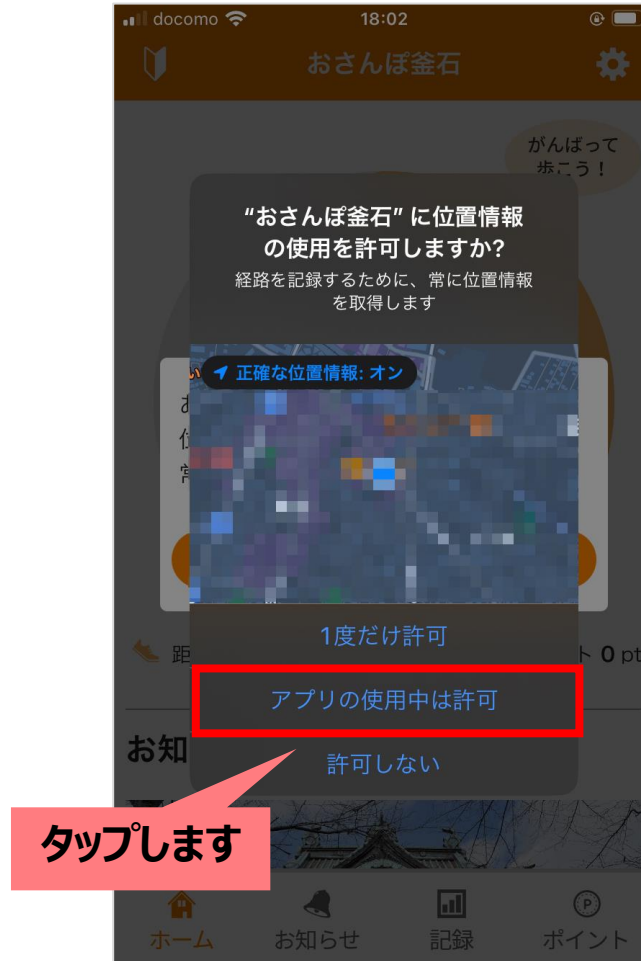 docomo 18:02
おさんぽ釜石
がんばって
歩こう！
“おさんぽ釜石” に位置情報
の使用を許可しますか?
経路を記録するために、常に位置情報
を取得します
い
正確な位置情報: オン
1度だけ許可
距
ト 0 pt
アプリの使用中は許可
お知
許可しない
タップします
ホーム お知らせ 記録 ポイント